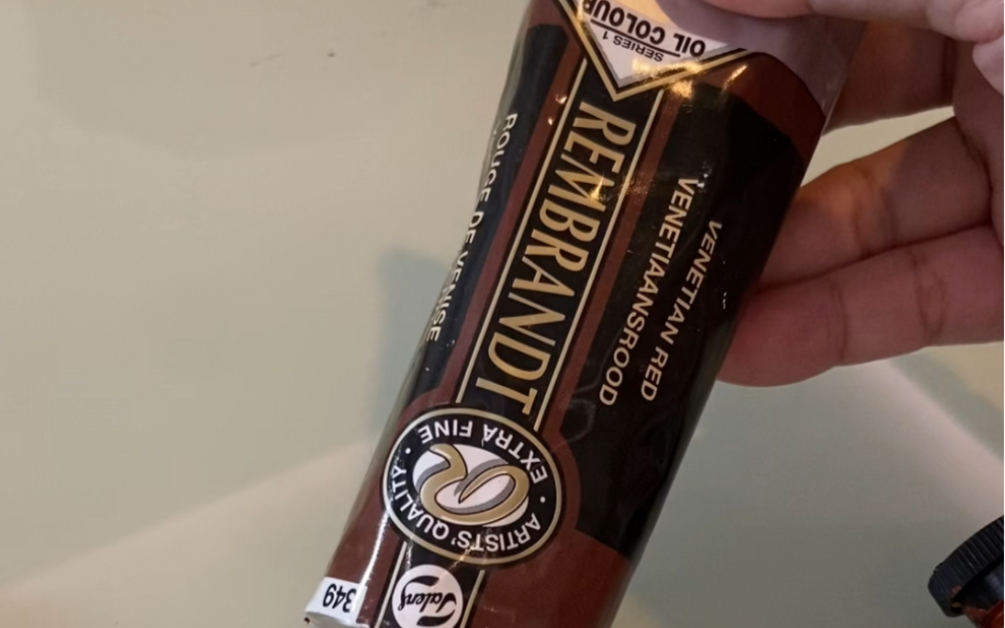 OIL COLOUR
SERIES 1
REMBRANDT
ROUGE DE VENISE
VENETIAN RED
VENETIAANSROOD
EXTRA FINE
ARTISTS' QUALITY
Talens
349